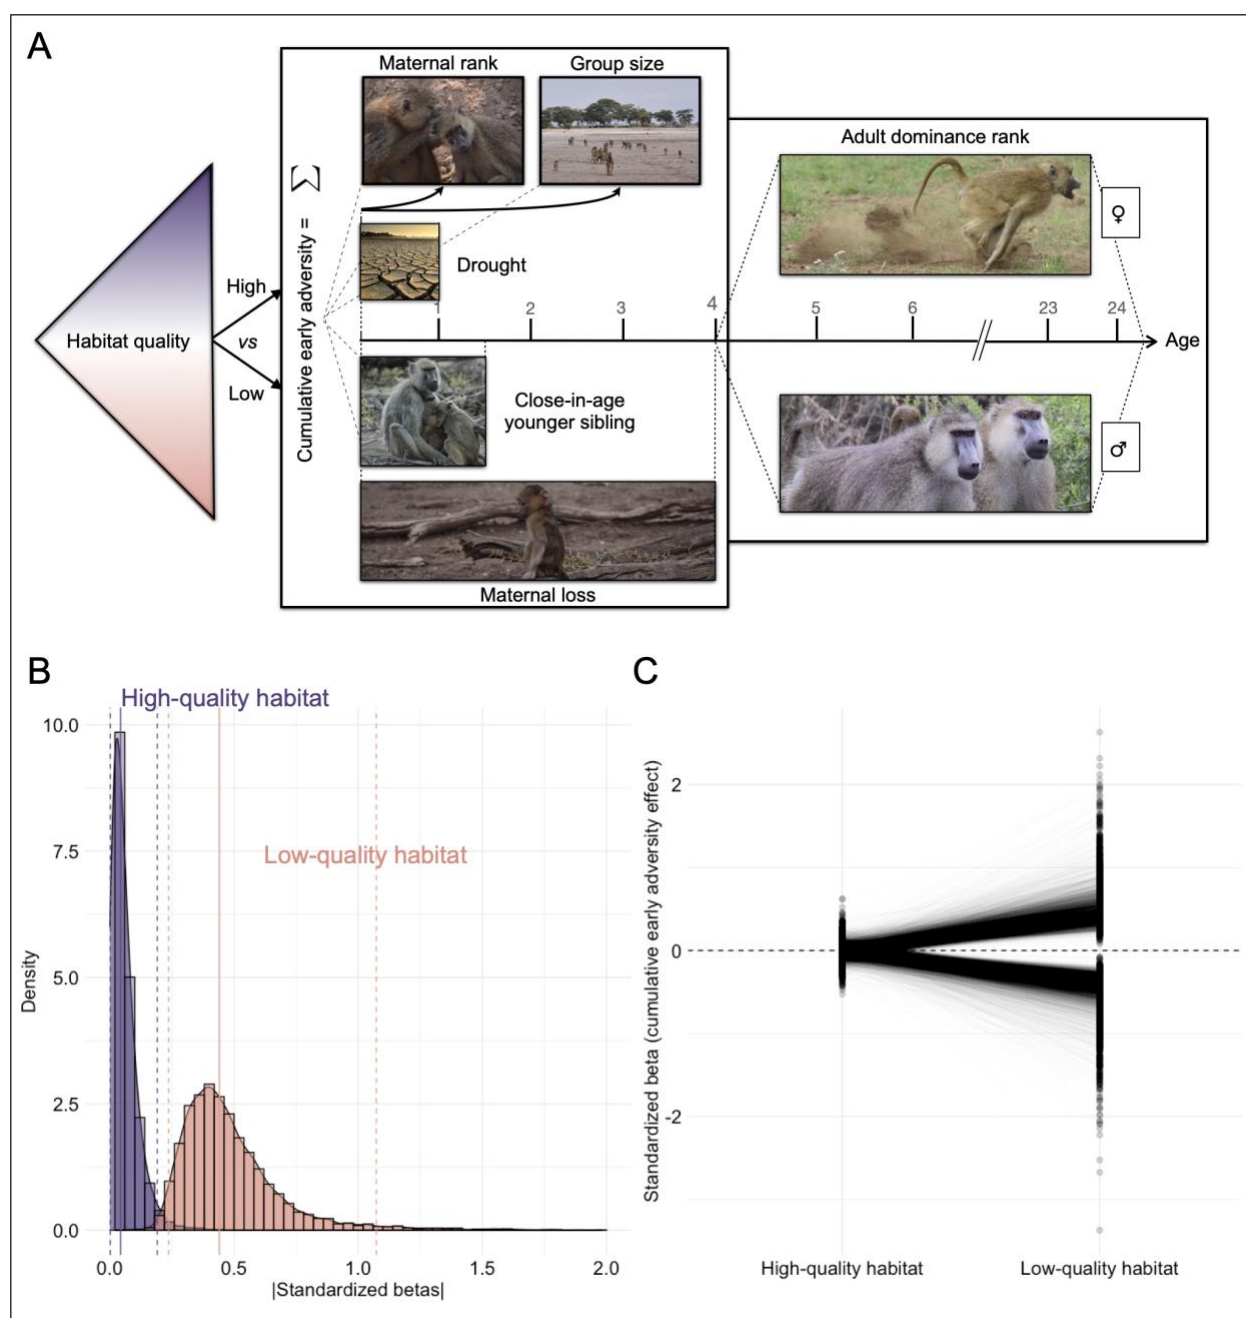 A
Maternal rank
Group size
Adult dominance rank
Σ
Cumulative early adversity =
♀
Drought
High
Habitat quality
vs
Low
1
2
3
4
5
6
23
24
Age
Close-in-age
younger sibling
♂
Maternal loss
B
High-quality habitat
Low-quality habitat
10.0
7.5
5.0
2.5
0.0
Density
0.0
0.5
1.0
1.5
2.0
|Standardized betas|
C
Standardized beta (cumulative early adversity effect)
2
0
-2
High-quality habitat
Low-quality habitat